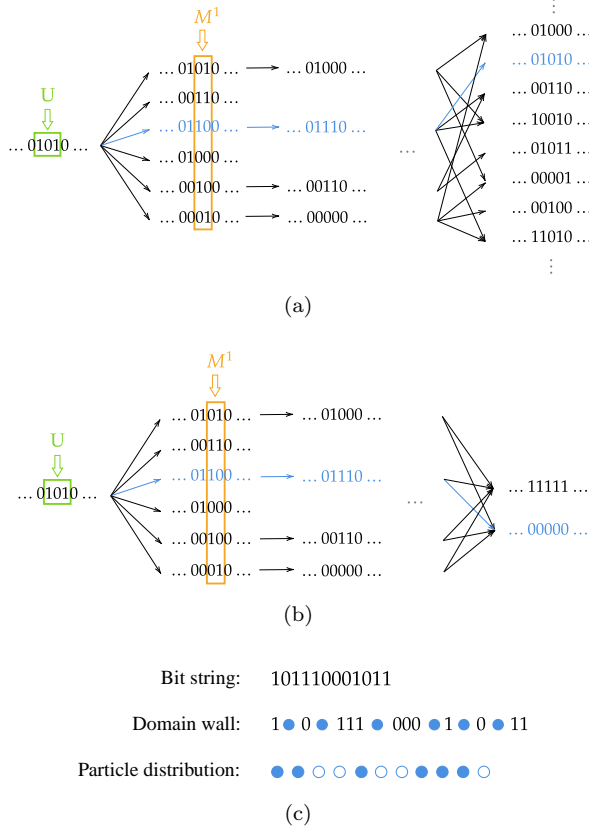 M¹
U
… 01010 …
… 01010 …
… 00110 …
… 01100 …
… 01000 …
… 00100 …
… 00010 …
… 01000 …
… 01110 …
… 00110 …
… 00000 …
…
⋮
… 01000 …
… 01010 …
… 00110 …
… 10010 …
… 01011 …
… 00001 …
… 00100 …
… 11010 …
⋮
(a)
M¹
U
… 01010 …
… 01010 …
… 00110 …
… 01100 …
… 01000 …
… 00100 …
… 00010 …
… 01000 …
… 01110 …
… 00110 …
… 00000 …
…
… 11111 …
… 00000 …
(b)
Bit string: 101110001011
Domain wall: 1 ● 0 ● 111 ● 000 ● 1 ● 0 ● 11
Particle distribution: ● ● ○ ○ ● ○ ○ ● ● ● ○
(c)